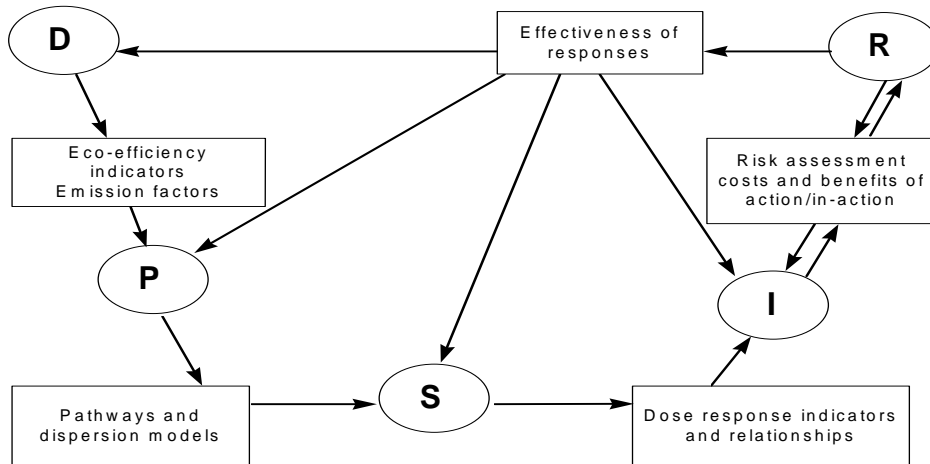 D
Effectiveness of
responses
R
Eco-efficiency
indicators
Emission factors
Risk assessment
costs and benefits of
action/in-action
P
I
Pathways and
dispersion models
S
Dose response indicators
and relationships